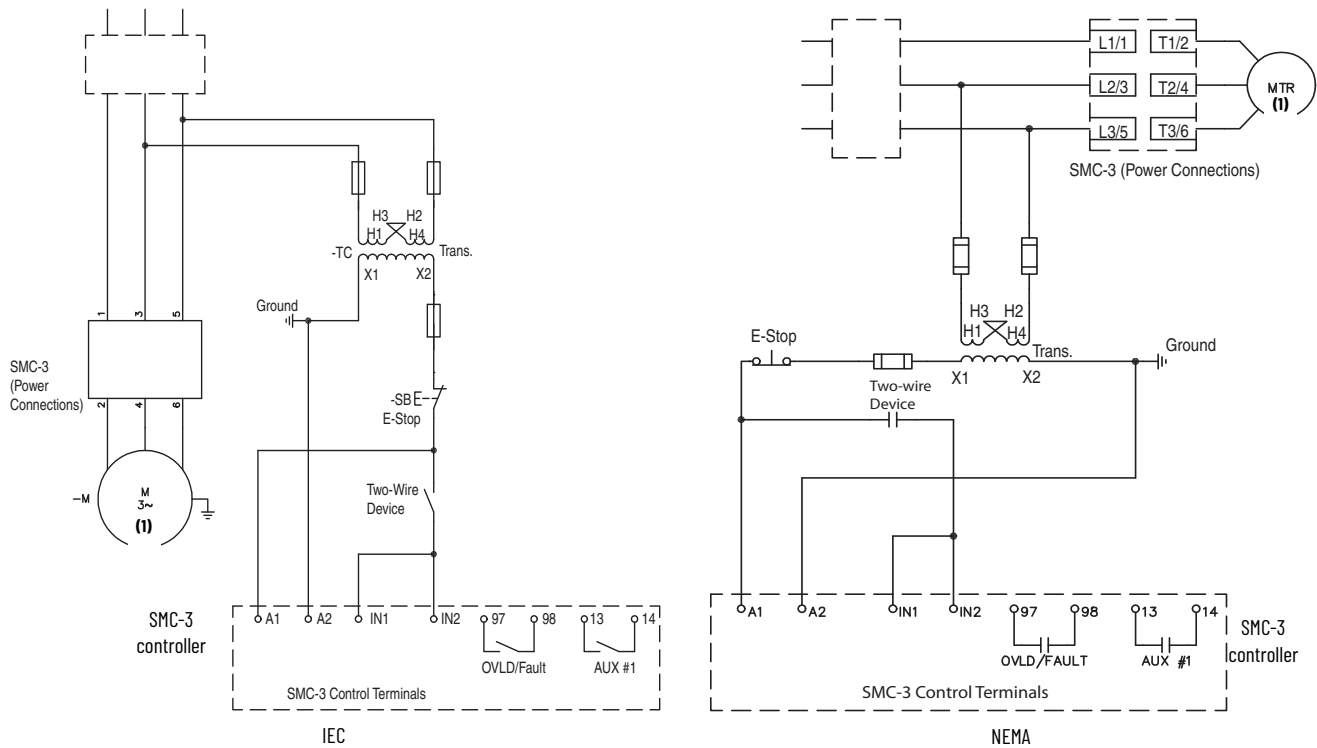 H3 H2
H1 H4
-TC
Trans.
X1 X2
Ground
1 3 5
SMC-3
(Power
Connections)
2 4 6
-SB E
E-Stop
-M
M
3~
(1)
Two-Wire
Device
SMC-3
controller
A1 A2 IN1 IN2 97 98 13 14
OVLD/Fault AUX #1
SMC-3 Control Terminals
IEC
L1/1 T1/2
L2/3 T2/4
L3/5 T3/6
MTR
(1)
SMC-3 (Power Connections)
H3 H2
H1 H4
E-Stop
Trans.
Ground
X1 X2
Two-wire
Device
A1 A2 IN1 IN2 97 98 13 14
OVLD/FAULT AUX #1
SMC-3
controller
SMC-3 Control Terminals
NEMA